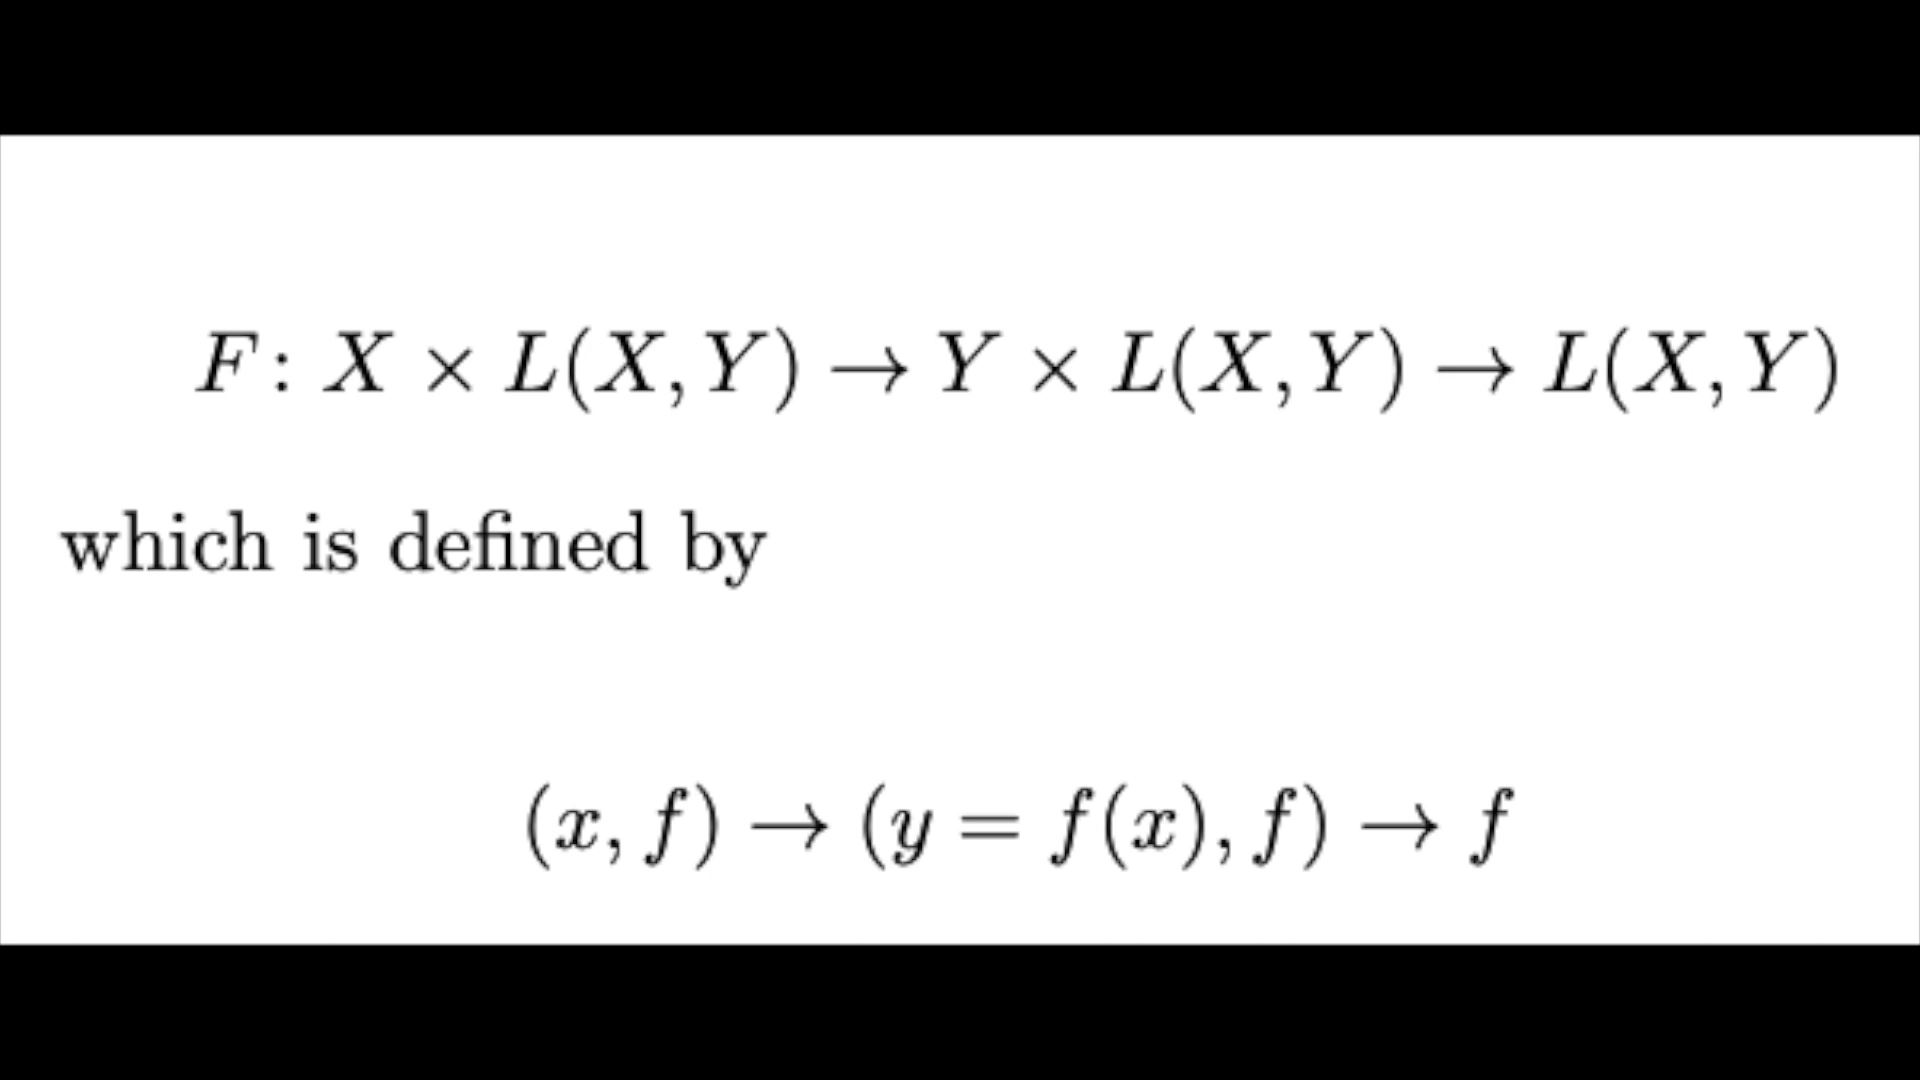 F: X × L(X, Y) → Y × L(X, Y) → L(X, Y)
which is defined by
(x, f) → (y = f(x), f) → f